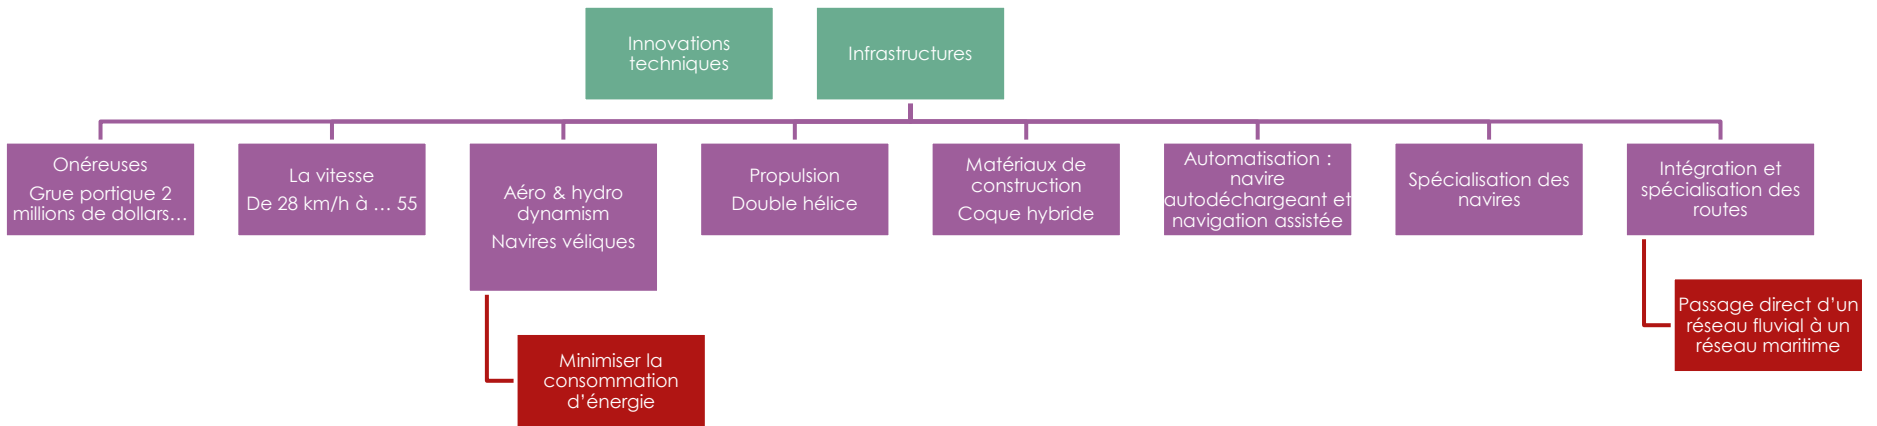 Innovations
techniques
Infrastructures
Onéreuses
Grue portique 2
millions de dollars…
La vitesse
De 28 km/h à … 55
Aéro & hydro
dynamism
Navires véliques
Propulsion
Double hélice
Matériaux de
construction
Coque hybride
Automatisation :
navire
autodéchargeant et
navigation assistée
Spécialisation des
navires
Intégration et
spécialisation des
routes
Minimiser la
consommation
d’énergie
Passage direct d’un
réseau fluvial à un
réseau maritime